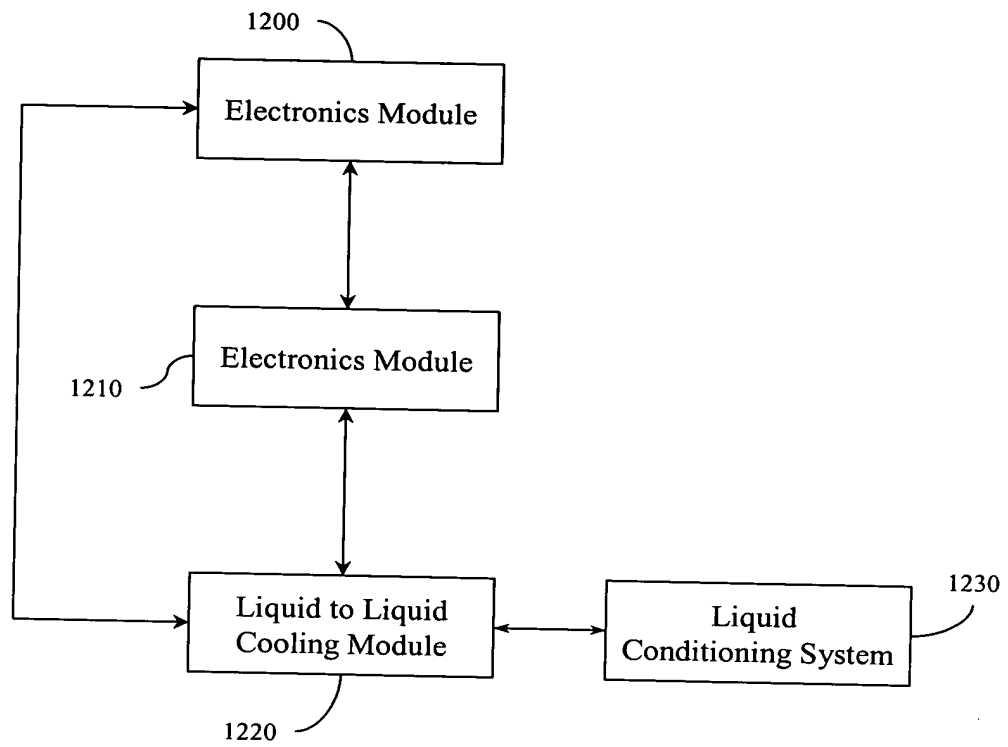 1200
Electronics Module
Electronics Module
1210
Liquid to Liquid
Cooling Module
1220
Liquid
Conditioning System
1230